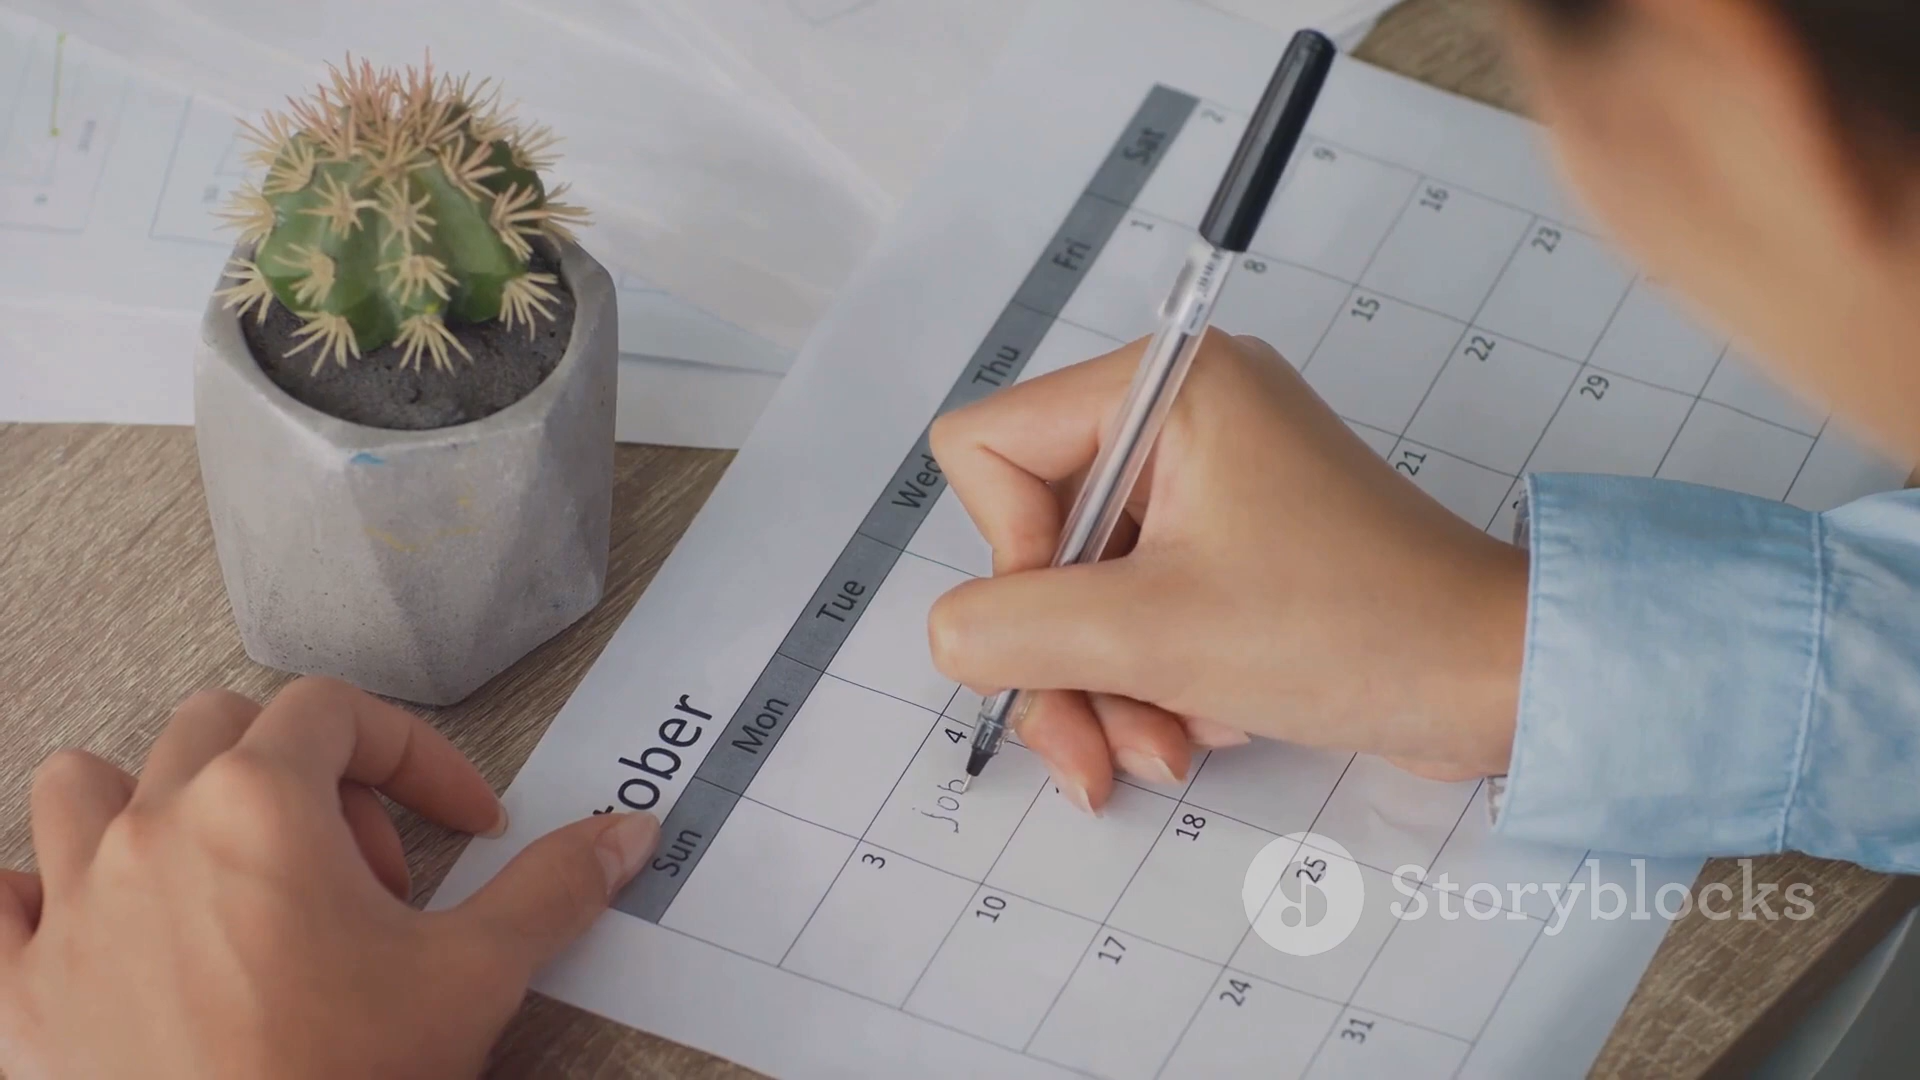 tober
Sun Mon Tue Wed Thu Fri Sat
1 2
3 4 8 9
Job
10 15 16
17 18 21 22 23
24 25 29
31
Storyblocks